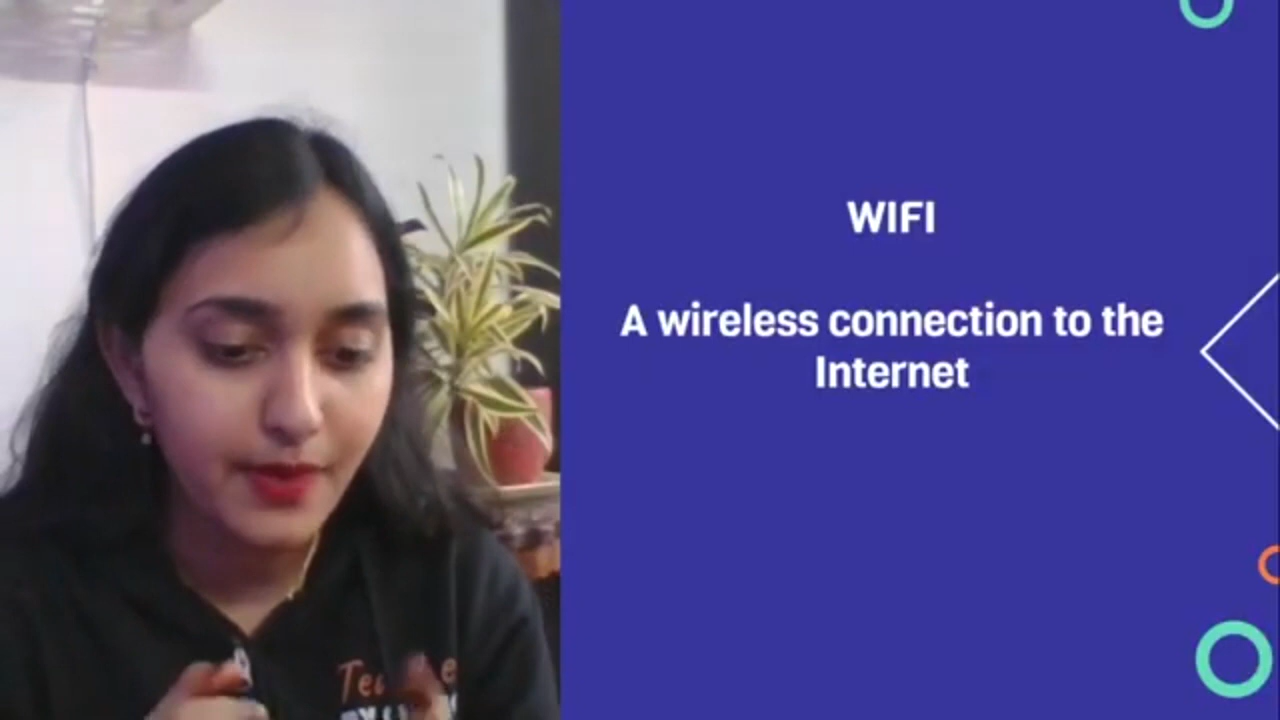 WIFI
A wireless connection to the
Internet